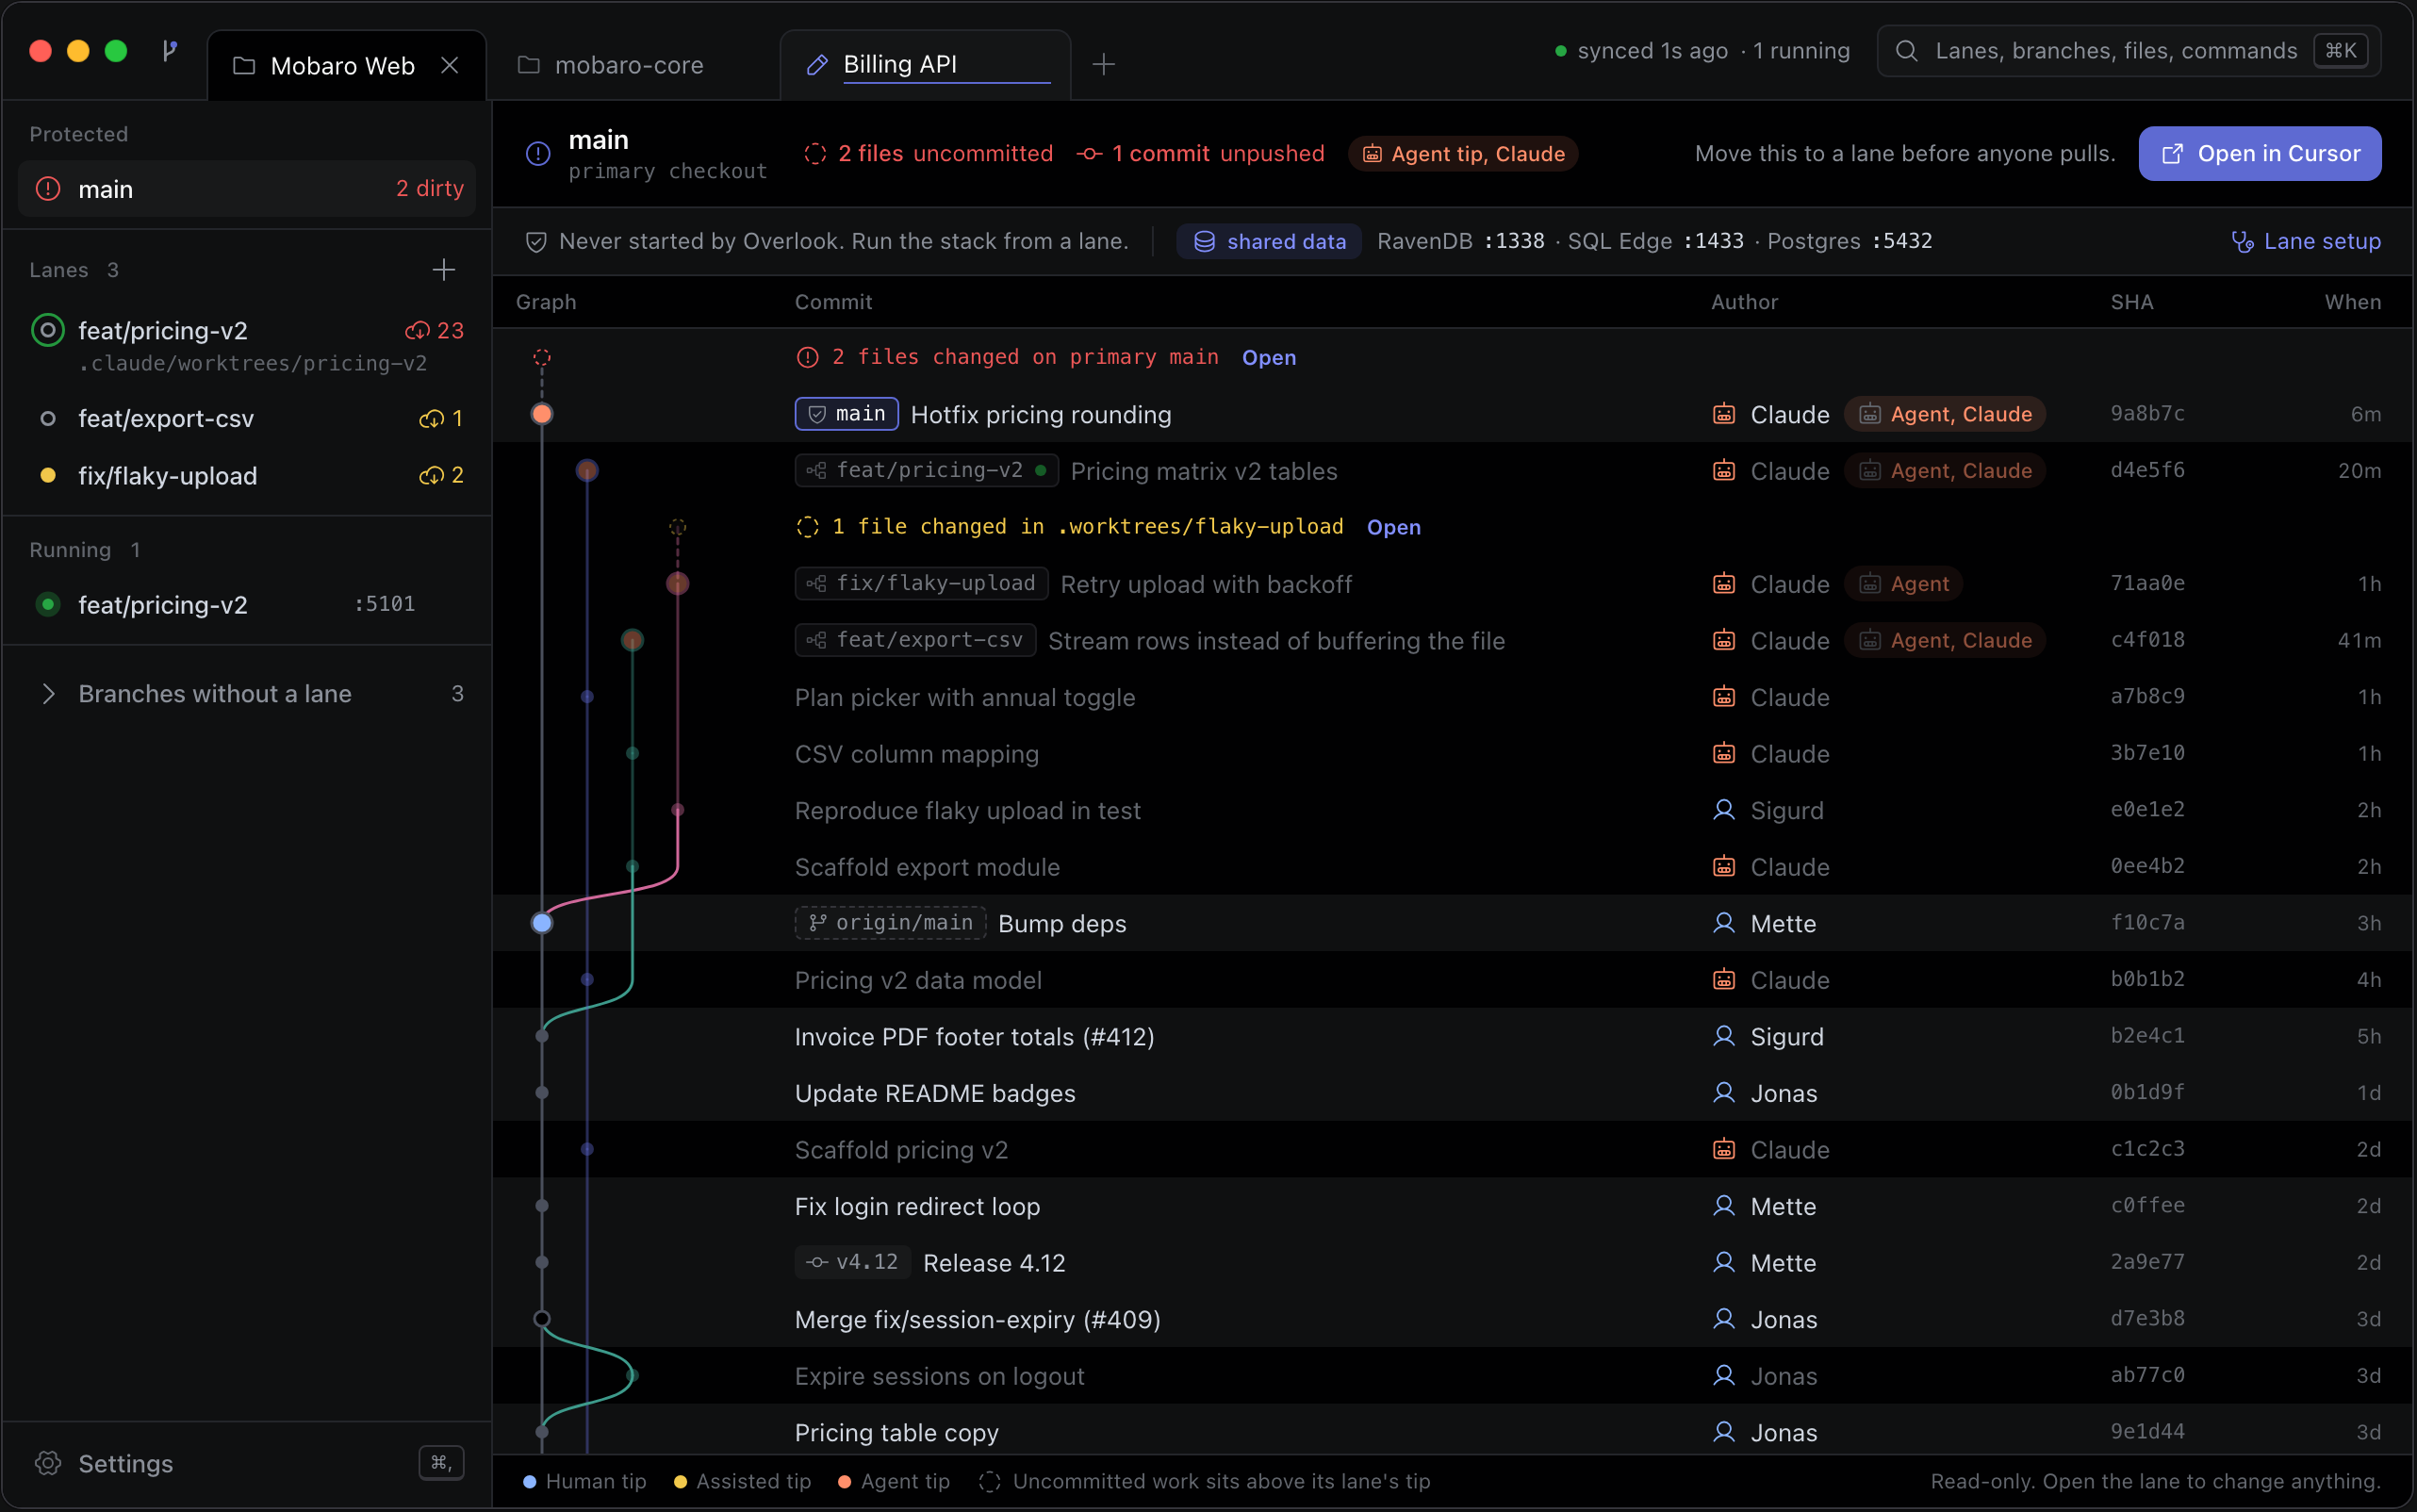 Mobaro Web
mobaro-core
Billing API
synced 1s ago · 1 running
Lanes, branches, files, commands ⌘K
Protected
main 2 dirty
Lanes 3
feat/pricing-v2 23
.claude/worktrees/pricing-v2
feat/export-csv 1
fix/flaky-upload 2
Running 1
feat/pricing-v2 :5101
Branches without a lane 3
Settings ⌘,
main
primary checkout
2 files uncommitted 1 commit unpushed Agent tip, Claude
Move this to a lane before anyone pulls. Open in Cursor
Never started by Overlook. Run the stack from a lane. shared data RavenDB :1338 · SQL Edge :1433 · Postgres :5432 Lane setup
Graph Commit Author SHA When
2 files changed on primary main Open
main Hotfix pricing rounding Claude Agent, Claude 9a8b7c 6m
feat/pricing-v2 Pricing matrix v2 tables Claude Agent, Claude d4e5f6 20m
1 file changed in .worktrees/flaky-upload Open
fix/flaky-upload Retry upload with backoff Claude Agent 71aa0e 1h
feat/export-csv Stream rows instead of buffering the file Claude Agent, Claude c4f018 41m
Plan picker with annual toggle Claude a7b8c9 1h
CSV column mapping Claude 3b7e10 1h
Reproduce flaky upload in test Sigurd e0e1e2 2h
Scaffold export module Claude 0ee4b2 2h
origin/main Bump deps Mette f10c7a 3h
Pricing v2 data model Claude b0b1b2 4h
Invoice PDF footer totals (#412) Sigurd b2e4c1 5h
Update README badges Jonas 0b1d9f 1d
Scaffold pricing v2 Claude c1c2c3 2d
Fix login redirect loop Mette c0ffee 2d
v4.12 Release 4.12 Mette 2a9e77 2d
Merge fix/session-expiry (#409) Jonas d7e3b8 3d
Expire sessions on logout Jonas ab77c0 3d
Pricing table copy Jonas 9e1d44 3d
Human tip Assisted tip Agent tip Uncommitted work sits above its lane's tip
Read-only. Open the lane to change anything.